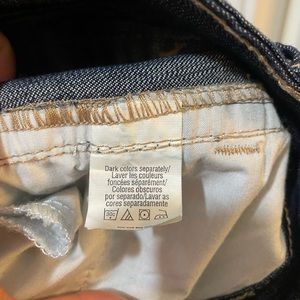 Dark colors separately/
Laver les couleurs
foncées séparément/
Colores obscuros
por separado/Lavar as
cores separadamente